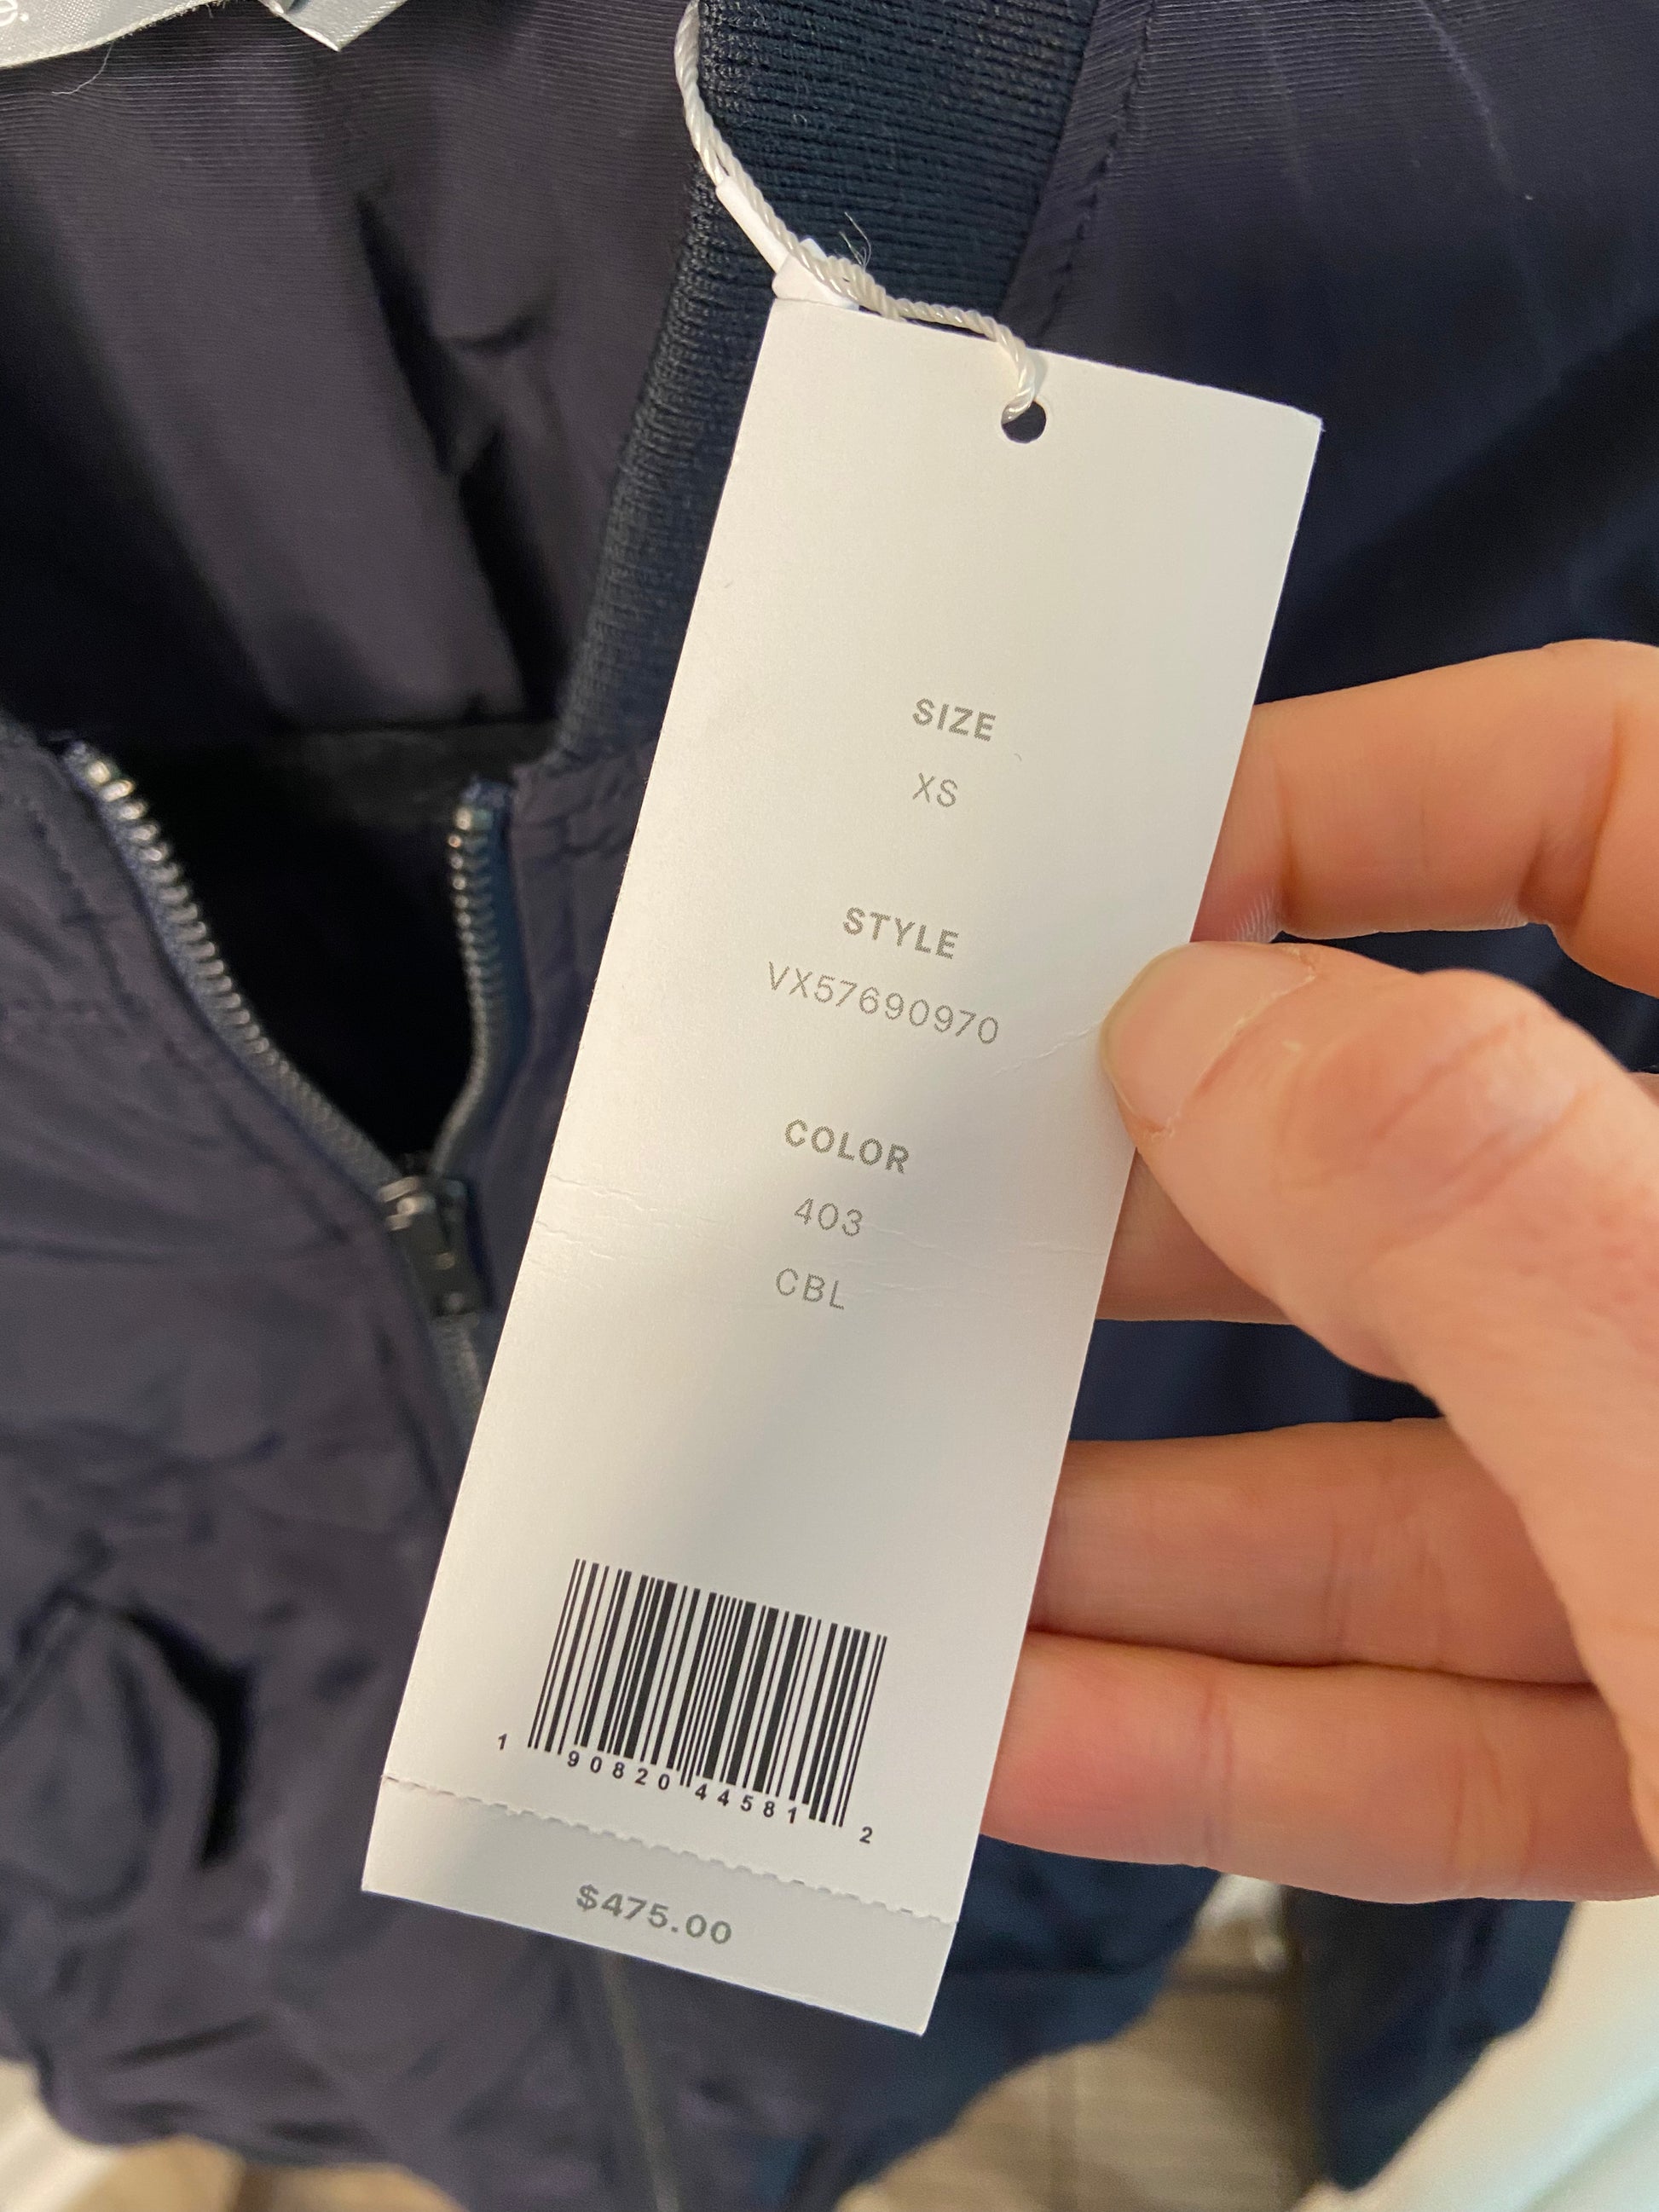 SIZE
XS
STYLE
VX57690970
COLOR
403
CBL
1 90820 44581 2
$475.00